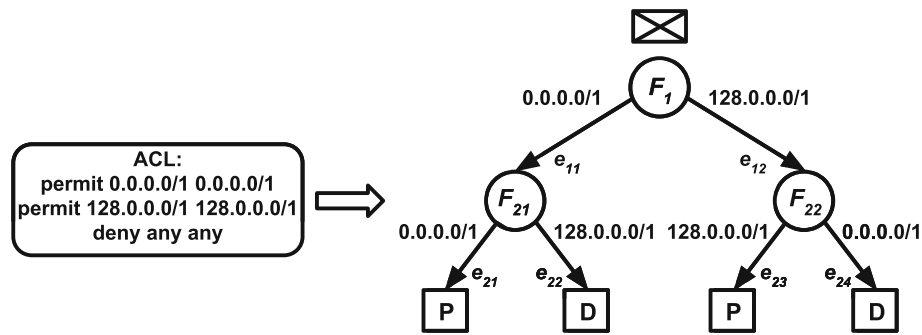 F1
0.0.0.0/1 128.0.0.0/1
e11 e12
ACL:
permit 0.0.0.0/1 0.0.0.0/1
permit 128.0.0.0/1 128.0.0.0/1
deny any any
F21 F22
0.0.0.0/1 128.0.0.0/1 128.0.0.0/1 0.0.0.0/1
e21 e22 e23 e24
P D P D